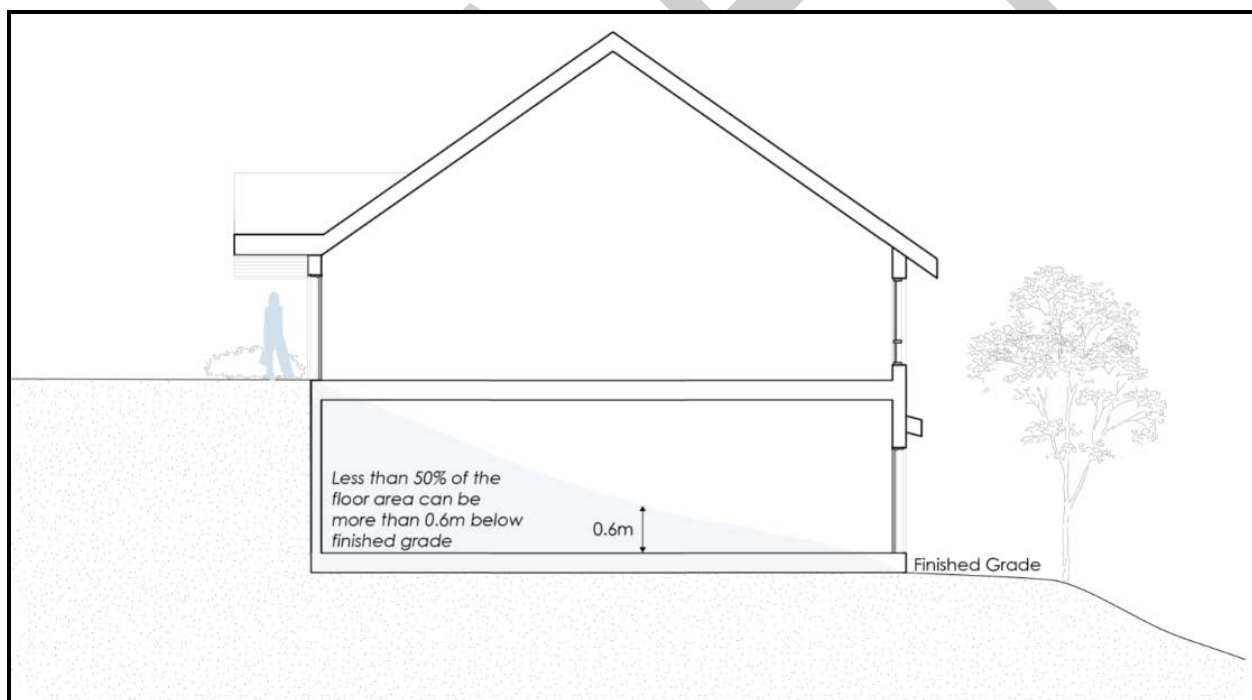 Less than 50% of the
floor area can be
more than 0.6m below
finished grade
0.6m
Finished Grade